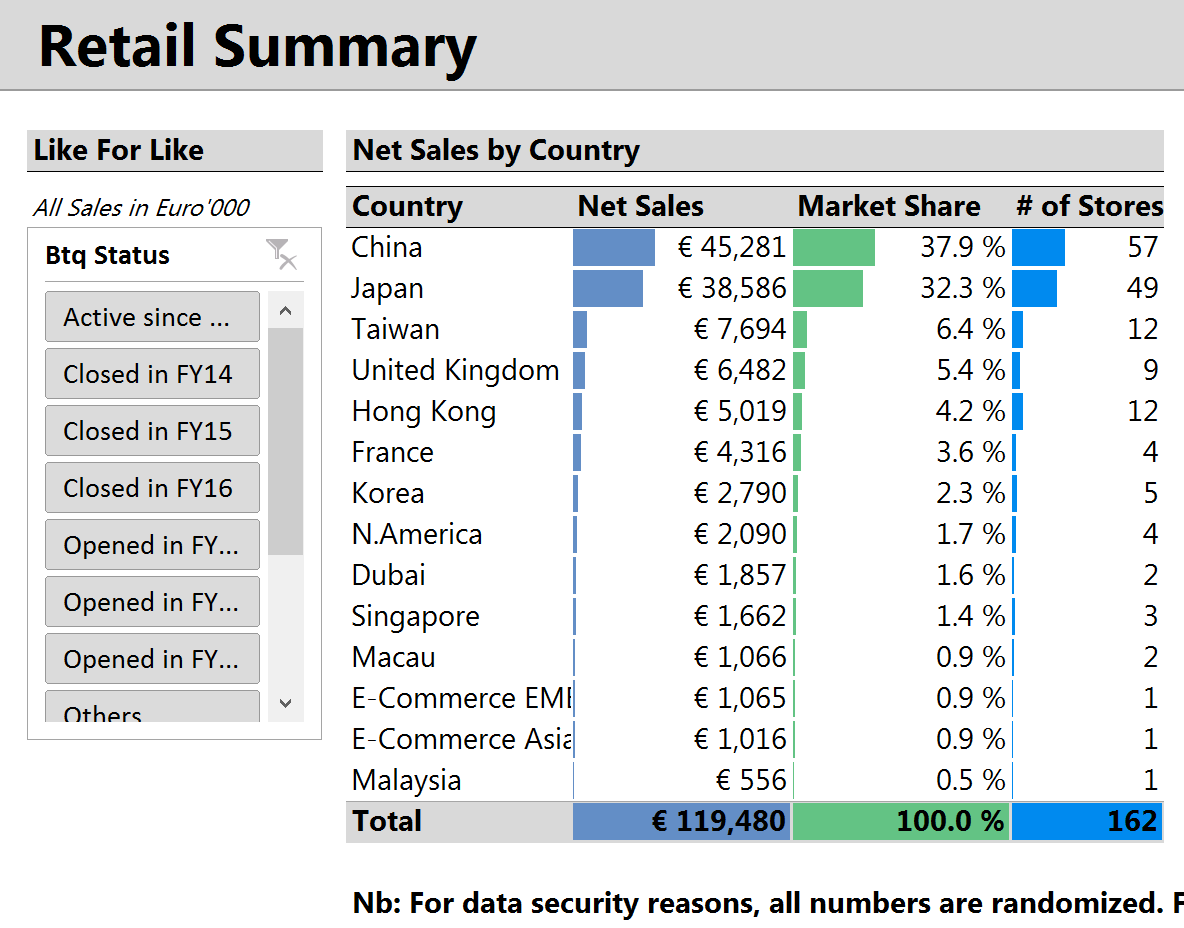 Retail Summary
Like For Like
All Sales in Euro'000
Btq Status
Active since ...
Closed in FY14
Closed in FY15
Closed in FY16
Opened in FY...
Opened in FY...
Opened in FY...
Others
Net Sales by Country
Country Net Sales Market Share # of Stores
China € 45,281 37.9 % 57
Japan € 38,586 32.3 % 49
Taiwan € 7,694 6.4 % 12
United Kingdom € 6,482 5.4 % 9
Hong Kong € 5,019 4.2 % 12
France € 4,316 3.6 % 4
Korea € 2,790 2.3 % 5
N.America € 2,090 1.7 % 4
Dubai € 1,857 1.6 % 2
Singapore € 1,662 1.4 % 3
Macau € 1,066 0.9 % 2
E-Commerce EME € 1,065 0.9 % 1
E-Commerce Asia € 1,016 0.9 % 1
Malaysia € 556 0.5 % 1
Total € 119,480 100.0 % 162
Nb: For data security reasons, all numbers are randomized. F